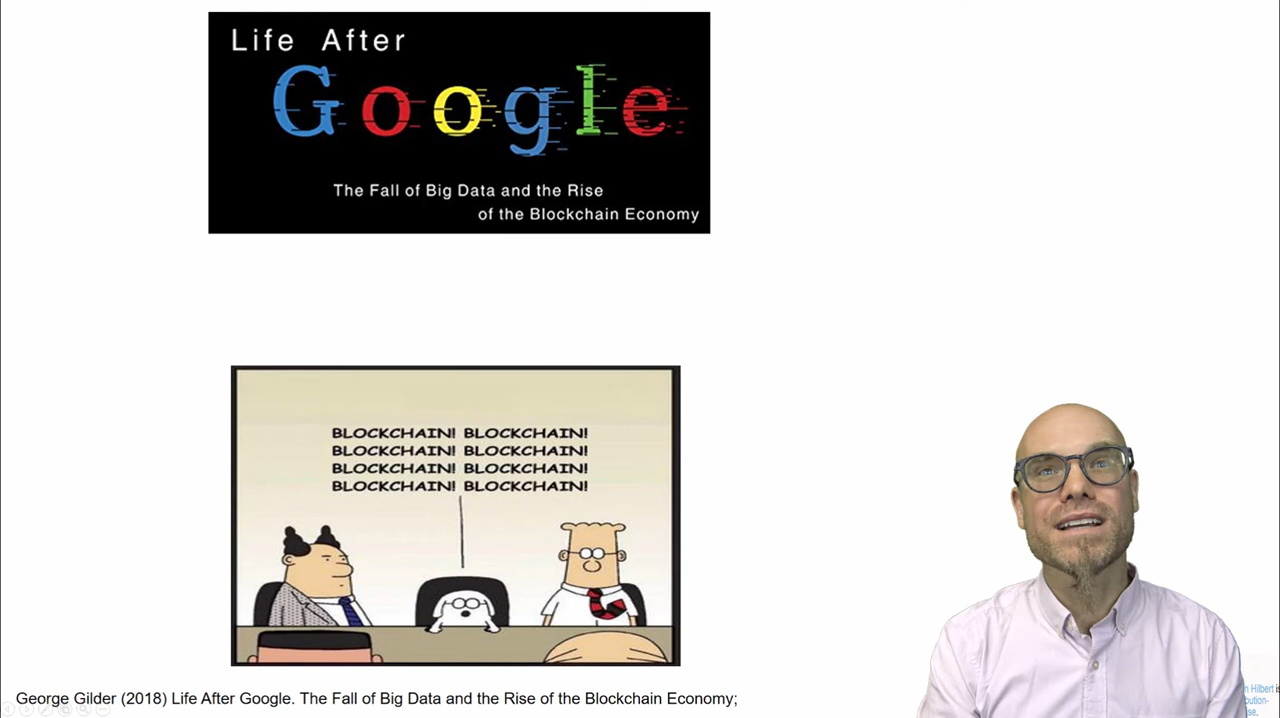 Life After
Google
The Fall of Big Data and the Rise
of the Blockchain Economy
BLOCKCHAIN! BLOCKCHAIN!
BLOCKCHAIN! BLOCKCHAIN!
BLOCKCHAIN! BLOCKCHAIN!
BLOCKCHAIN! BLOCKCHAIN!
George Gilder (2018) Life After Google. The Fall of Big Data and the Rise of the Blockchain Economy;
Hilbert is